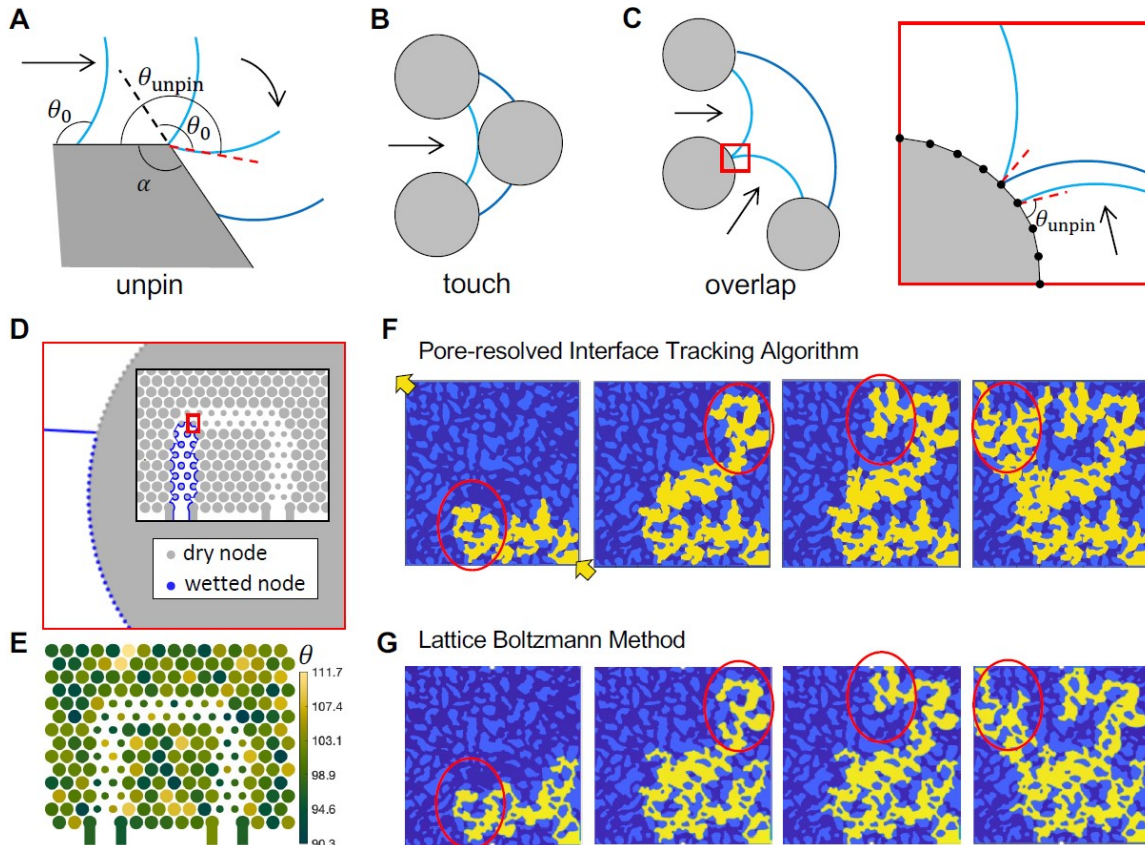 A
θ₀
θunpin
θ₀
α
unpin
B
touch
C
overlap
θunpin
D
dry node
wetted node
E
θ
111.7
107.4
103.1
98.9
94.6
90.3
F
Pore-resolved Interface Tracking Algorithm
G
Lattice Boltzmann Method